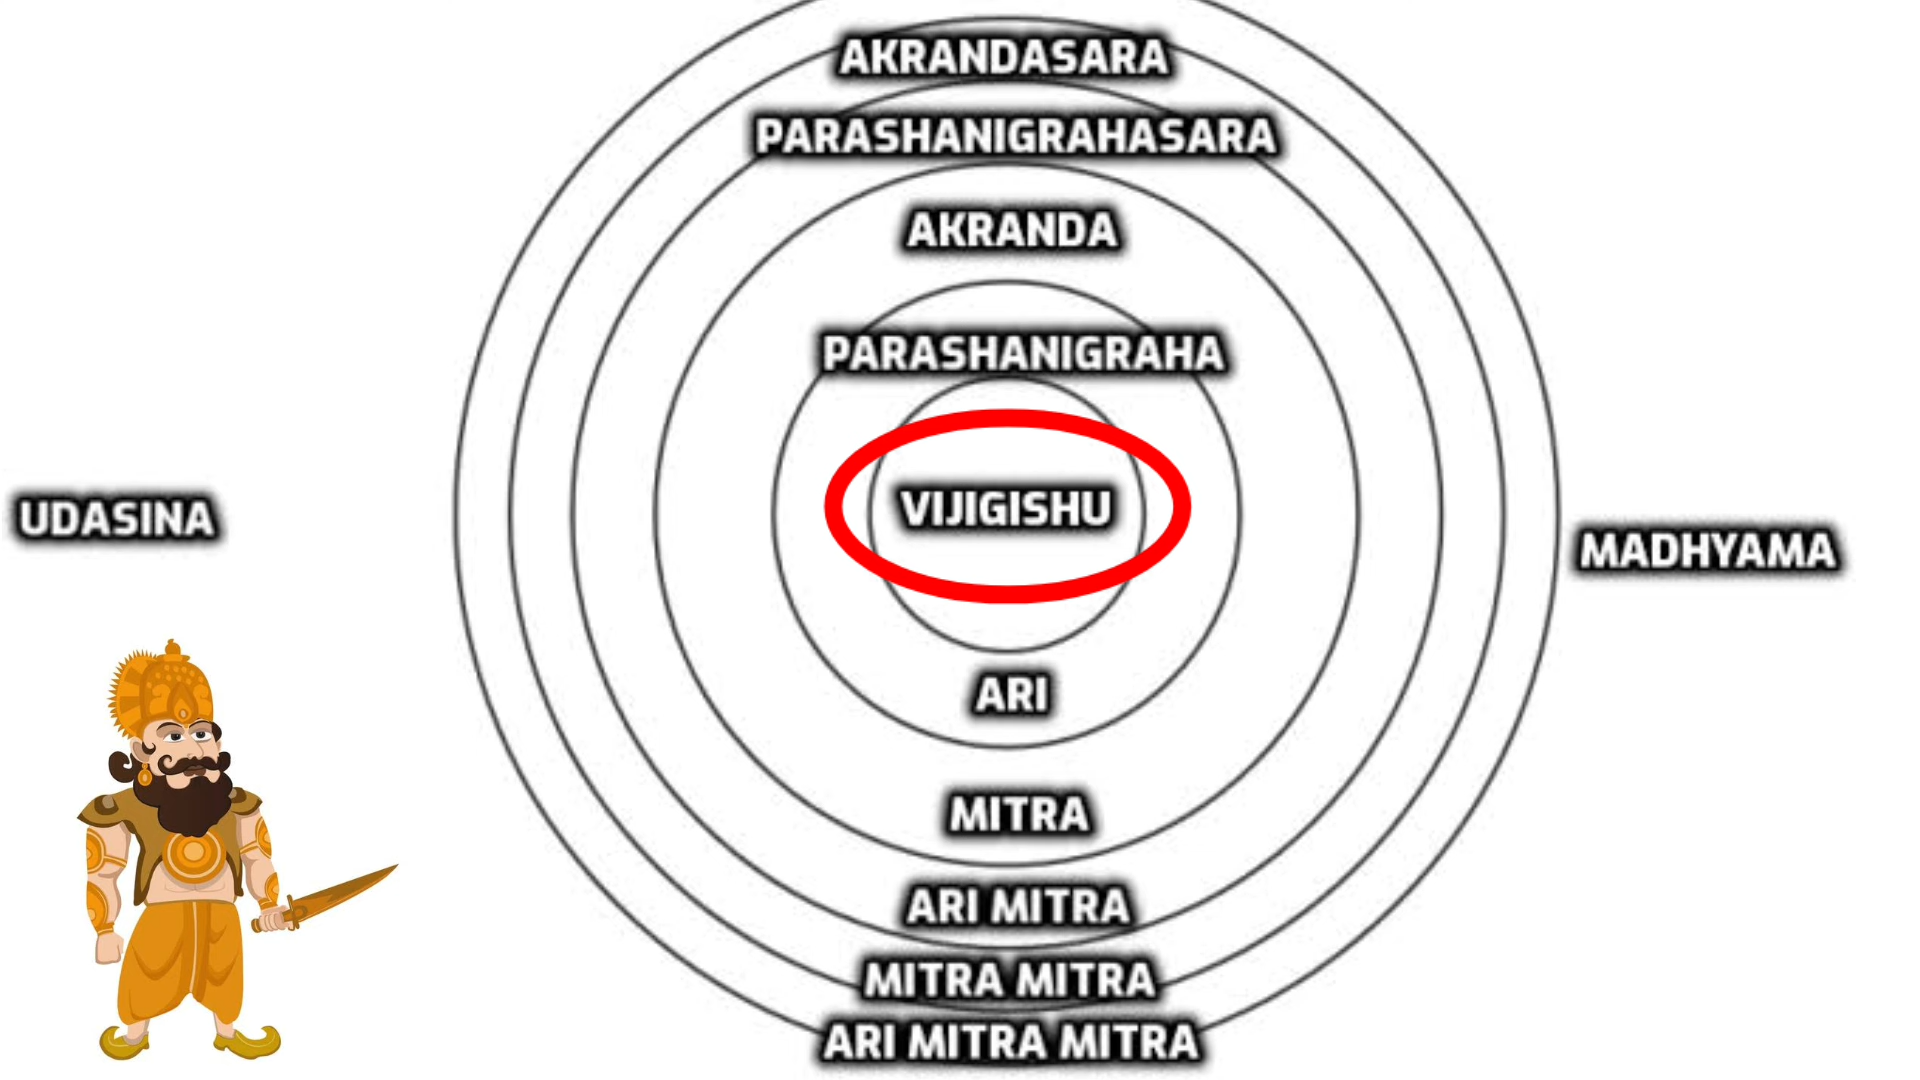 AKRANDASARA
PARASHANIGRAHASARA
AKRANDA
PARASHANIGRAHA
VIJIGISHU
UDASINA
MADHYAMA
ARI
MITRA
ARI MITRA
MITRA MITRA
ARI MITRA MITRA